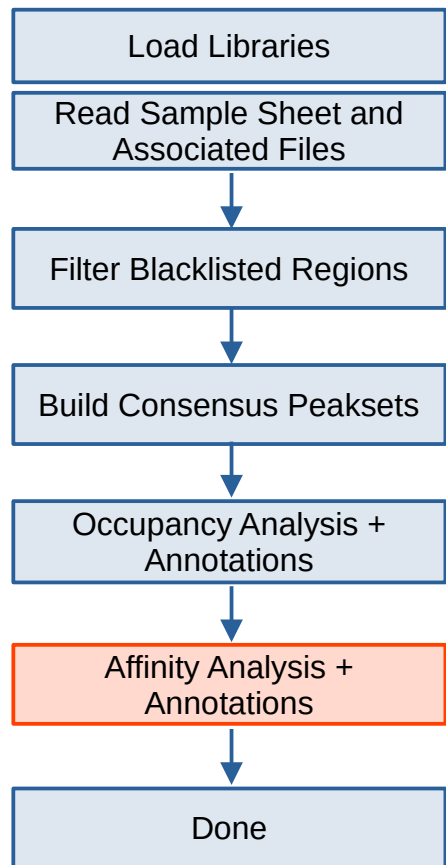 Load Libraries
Read Sample Sheet and
Associated Files
Filter Blacklisted Regions
Build Consensus Peaksets
Occupancy Analysis +
Annotations
Affinity Analysis +
Annotations
Done